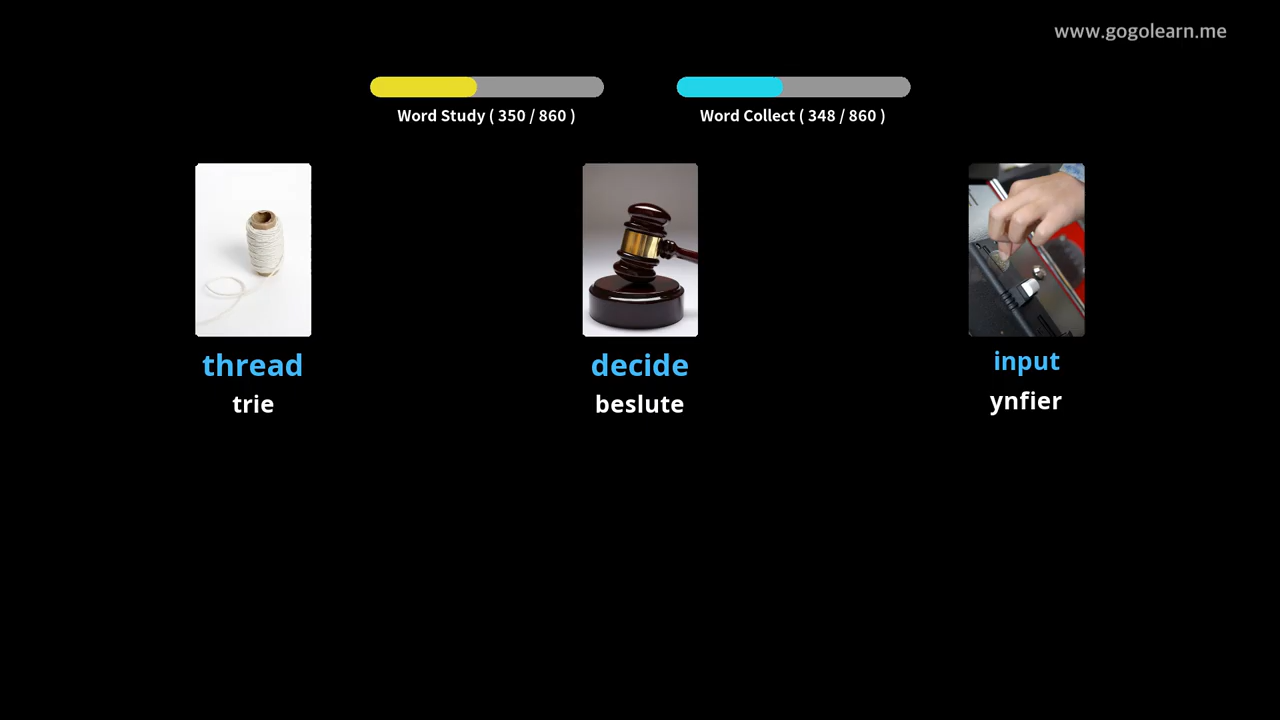 www.gogolearn.me
Word Study ( 350 / 860 )
Word Collect ( 348 / 860 )
thread
trie
decide
beslute
input
ynfier